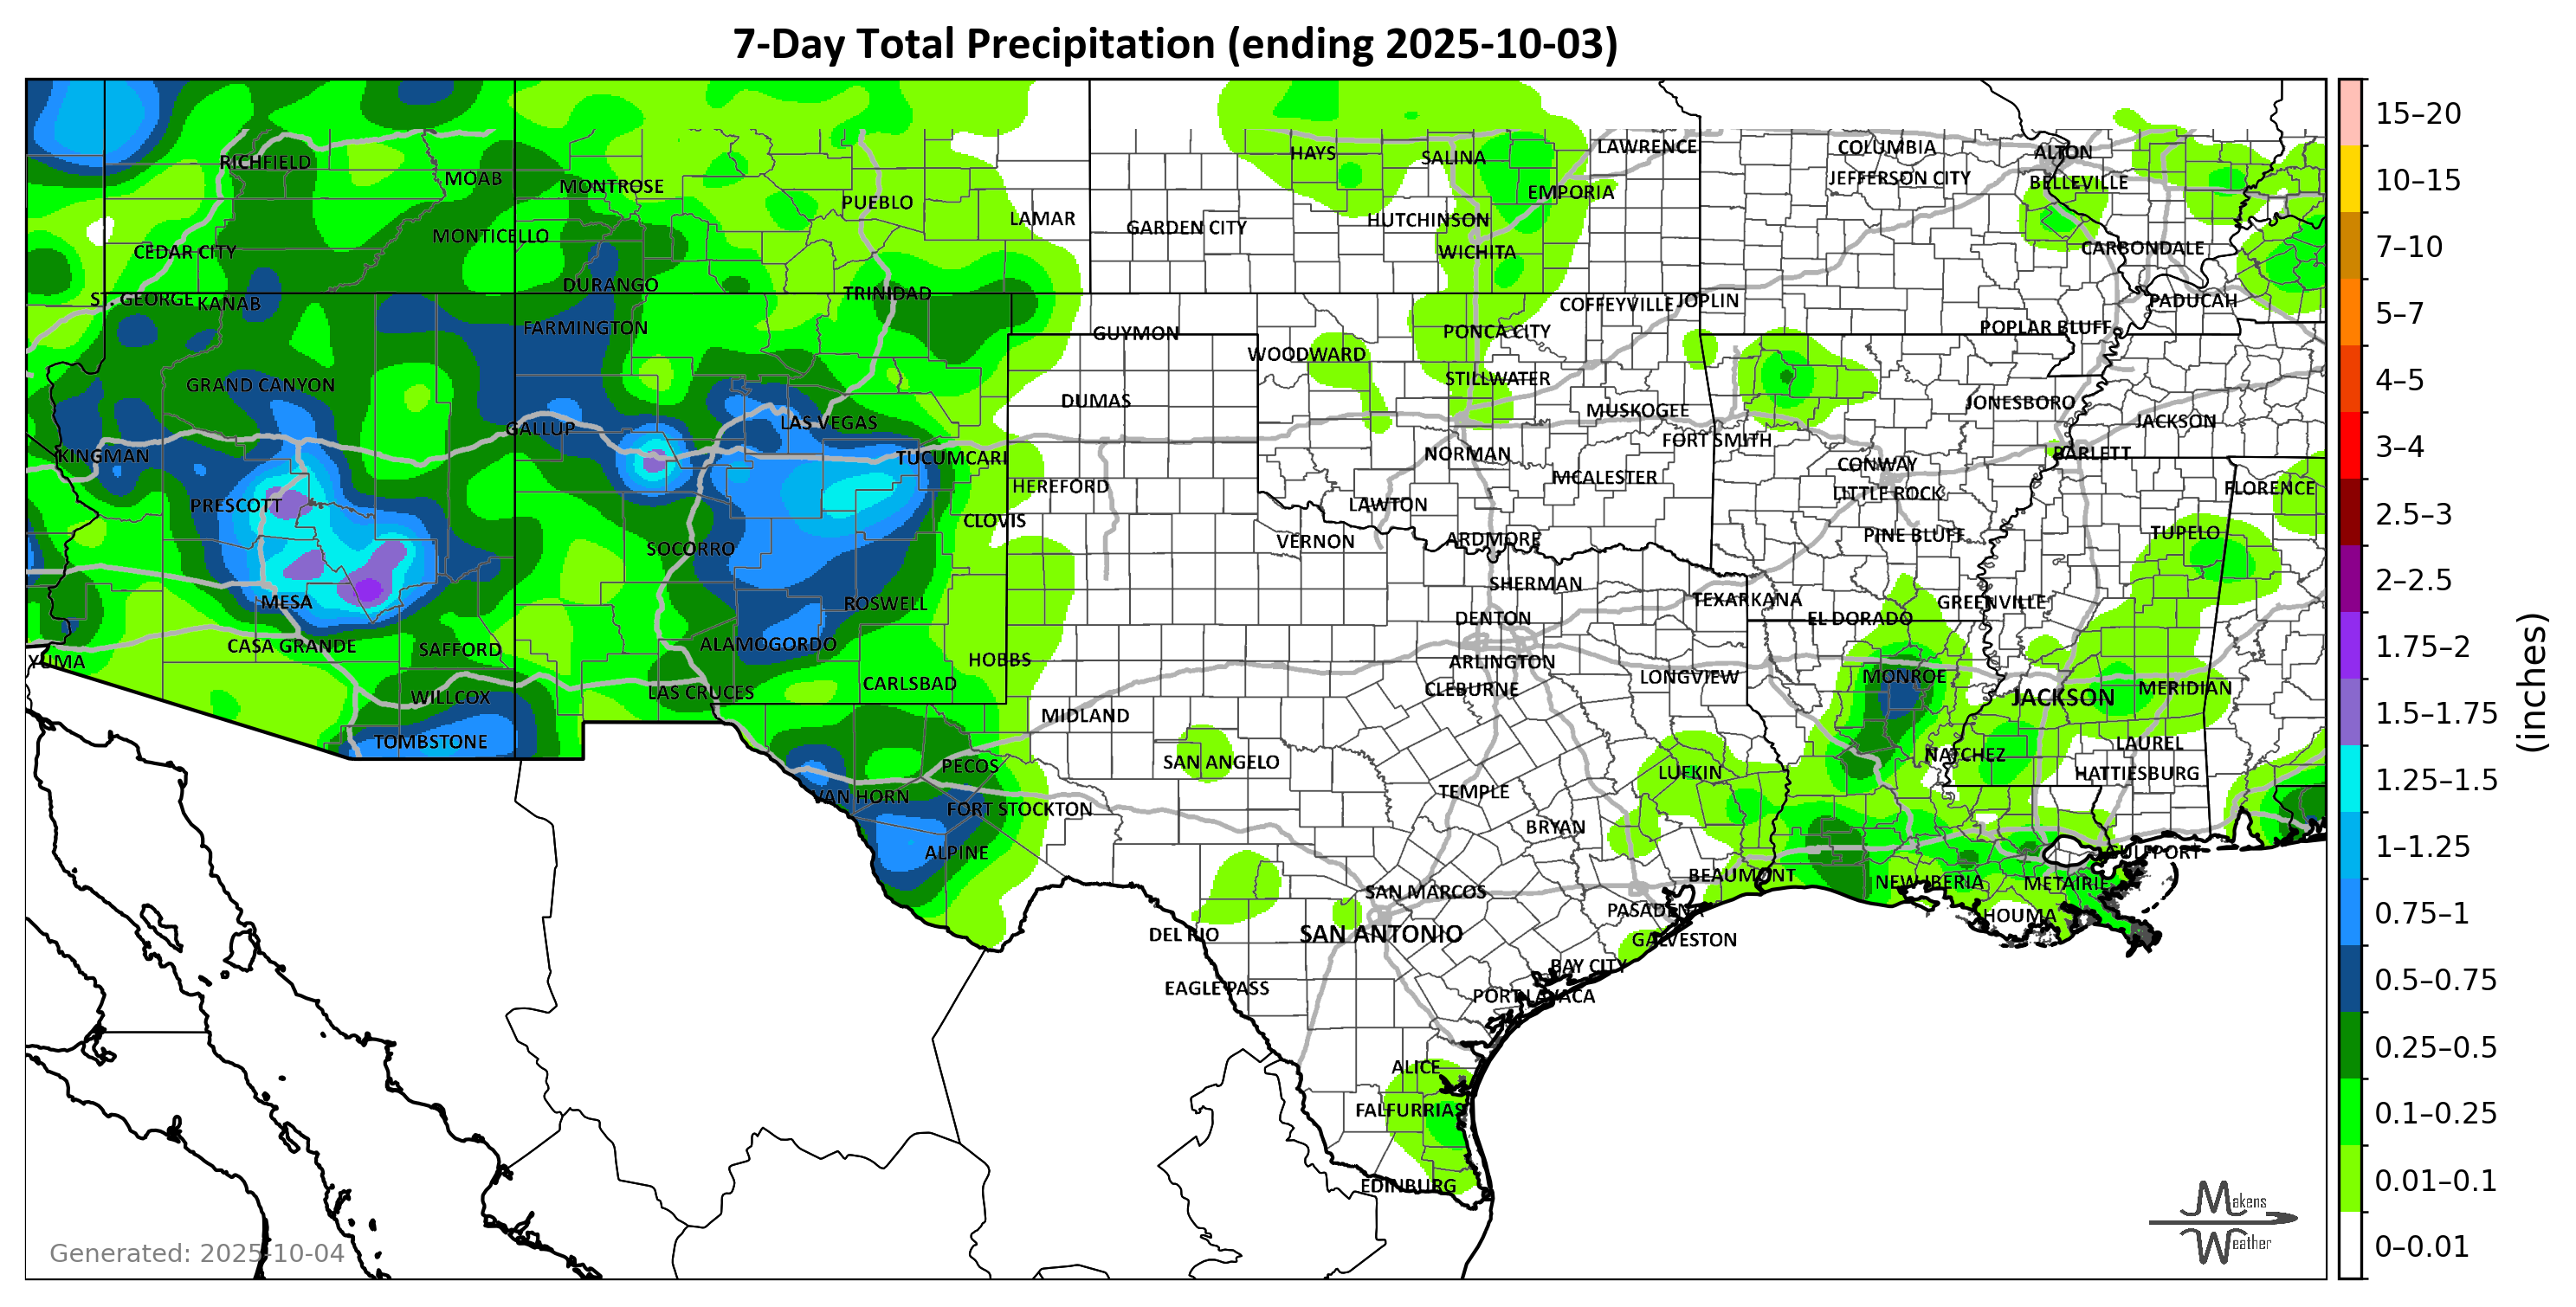 7-Day Total Precipitation (ending 2025-10-03)
RICHFIELD
MOAB
MONTROSE
PUEBLO
LAMAR
MONTICELLO
CEDAR CITY
DURANGO
TRINIDAD
ST. GEORGE
KANAB
FARMINGTON
GRAND CANYON
GALLUP
LAS VEGAS
KINGMAN
TUCUMCARI
PRESCOTT
CLOVIS
SOCORRO
MESA
ROSWELL
CASA GRANDE
SAFFORD
ALAMOGORDO
YUMA
HOBBS
WILLCOX
LAS CRUCES
CARLSBAD
TOMBSTONE
HAYS
SALINA
LAWRENCE
EMPORIA
GARDEN CITY
HUTCHINSON
WICHITA
COFFEYVILLE
JOPLIN
COLUMBIA
JEFFERSON CITY
ALTON
BELLEVILLE
CARBONDALE
PADUCAH
POPLAR BLUFF
GUYMON
PONCA CITY
WOODWARD
STILLWATER
DUMAS
MUSKOGEE
FORT SMITH
JONESBORO
JACKSON
BARLETT
NORMAN
CONWAY
HEREFORD
MCALESTER
LITTLE ROCK
FLORENCE
LAWTON
VERNON
ARDMORE
PINE BLUFF
TUPELO
SHERMAN
TEXARKANA
GREENVILLE
DENTON
EL DORADO
ARLINGTON
CLEBURNE
LONGVIEW
MONROE
JACKSON
MERIDIAN
MIDLAND
LAUREL
NATCHEZ
HATTIESBURG
PECOS
SAN ANGELO
LUFKIN
TEMPLE
VAN HORN
FORT STOCKTON
BRYAN
ALPINE
GULFPORT
BEAUMONT
NEW IBERIA
METAIRIE
SAN MARCOS
PASADENA
HOUMA
DEL RIO
SAN ANTONIO
GALVESTON
BAY CITY
EAGLE PASS
PORT LAVACA
ALICE
FALFURRIAS
EDINBURG
Generated: 2025-10-04
Makens
Weather
15–20
10–15
7–10
5–7
4–5
3–4
2.5–3
2–2.5
1.75–2
1.5–1.75
1.25–1.5
1–1.25
0.75–1
0.5–0.75
0.25–0.5
0.1–0.25
0.01–0.1
0–0.01
(inches)